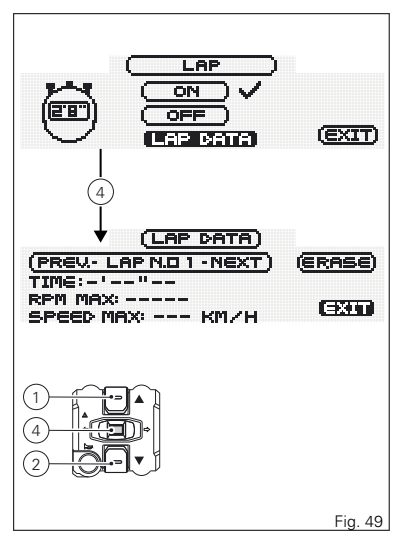 LAP
ON
2'8"
OFF
LAP DATA
EXIT
4
LAP DATA
PREV.- LAP N.O 1 -NEXT
ERASE
TIME:-'--"--
RPM MAX: -----
EXIT
SPEED MAX: --- KM/H
1
4
2
Fig. 49